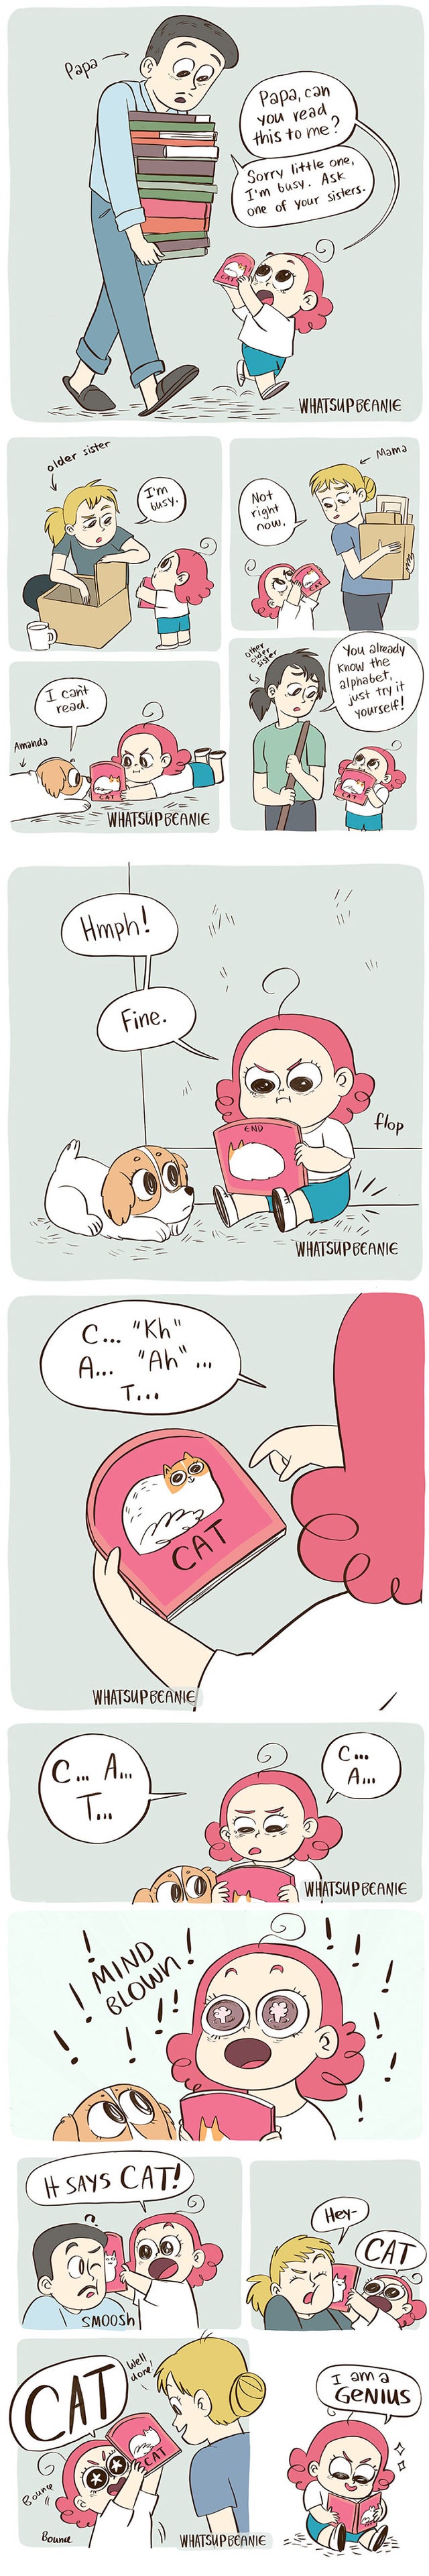 Papa
Papa, can
you read
this to me?
Sorry little one,
I'm busy. Ask
one of your sisters.
CAT
WHATSUPBEANIE
older sister
I'm
busy.
Mama
Not
right
now.
CAT
other
older
sister
You already
know the
alphabet,
just try it
yourself!
CAT
I can't
read.
Amanda
CAT
WHATSUPBEANIE
Hmph!
Fine.
END
flop
WHATSUPBEANIE
C... "Kh"
A... "Ah"...
T...
CAT
WHATSUPBEANIE
C... A...
T...
C...
A...
WHATSUPBEANIE
MIND
BLOWN!
It SAYS CAT!
?
SMOOSh
Hey-
CAT
CAT
Well
done!
CAT
Bounce
Bounce
WHATSUPBEANIE
I am a
GENIUS